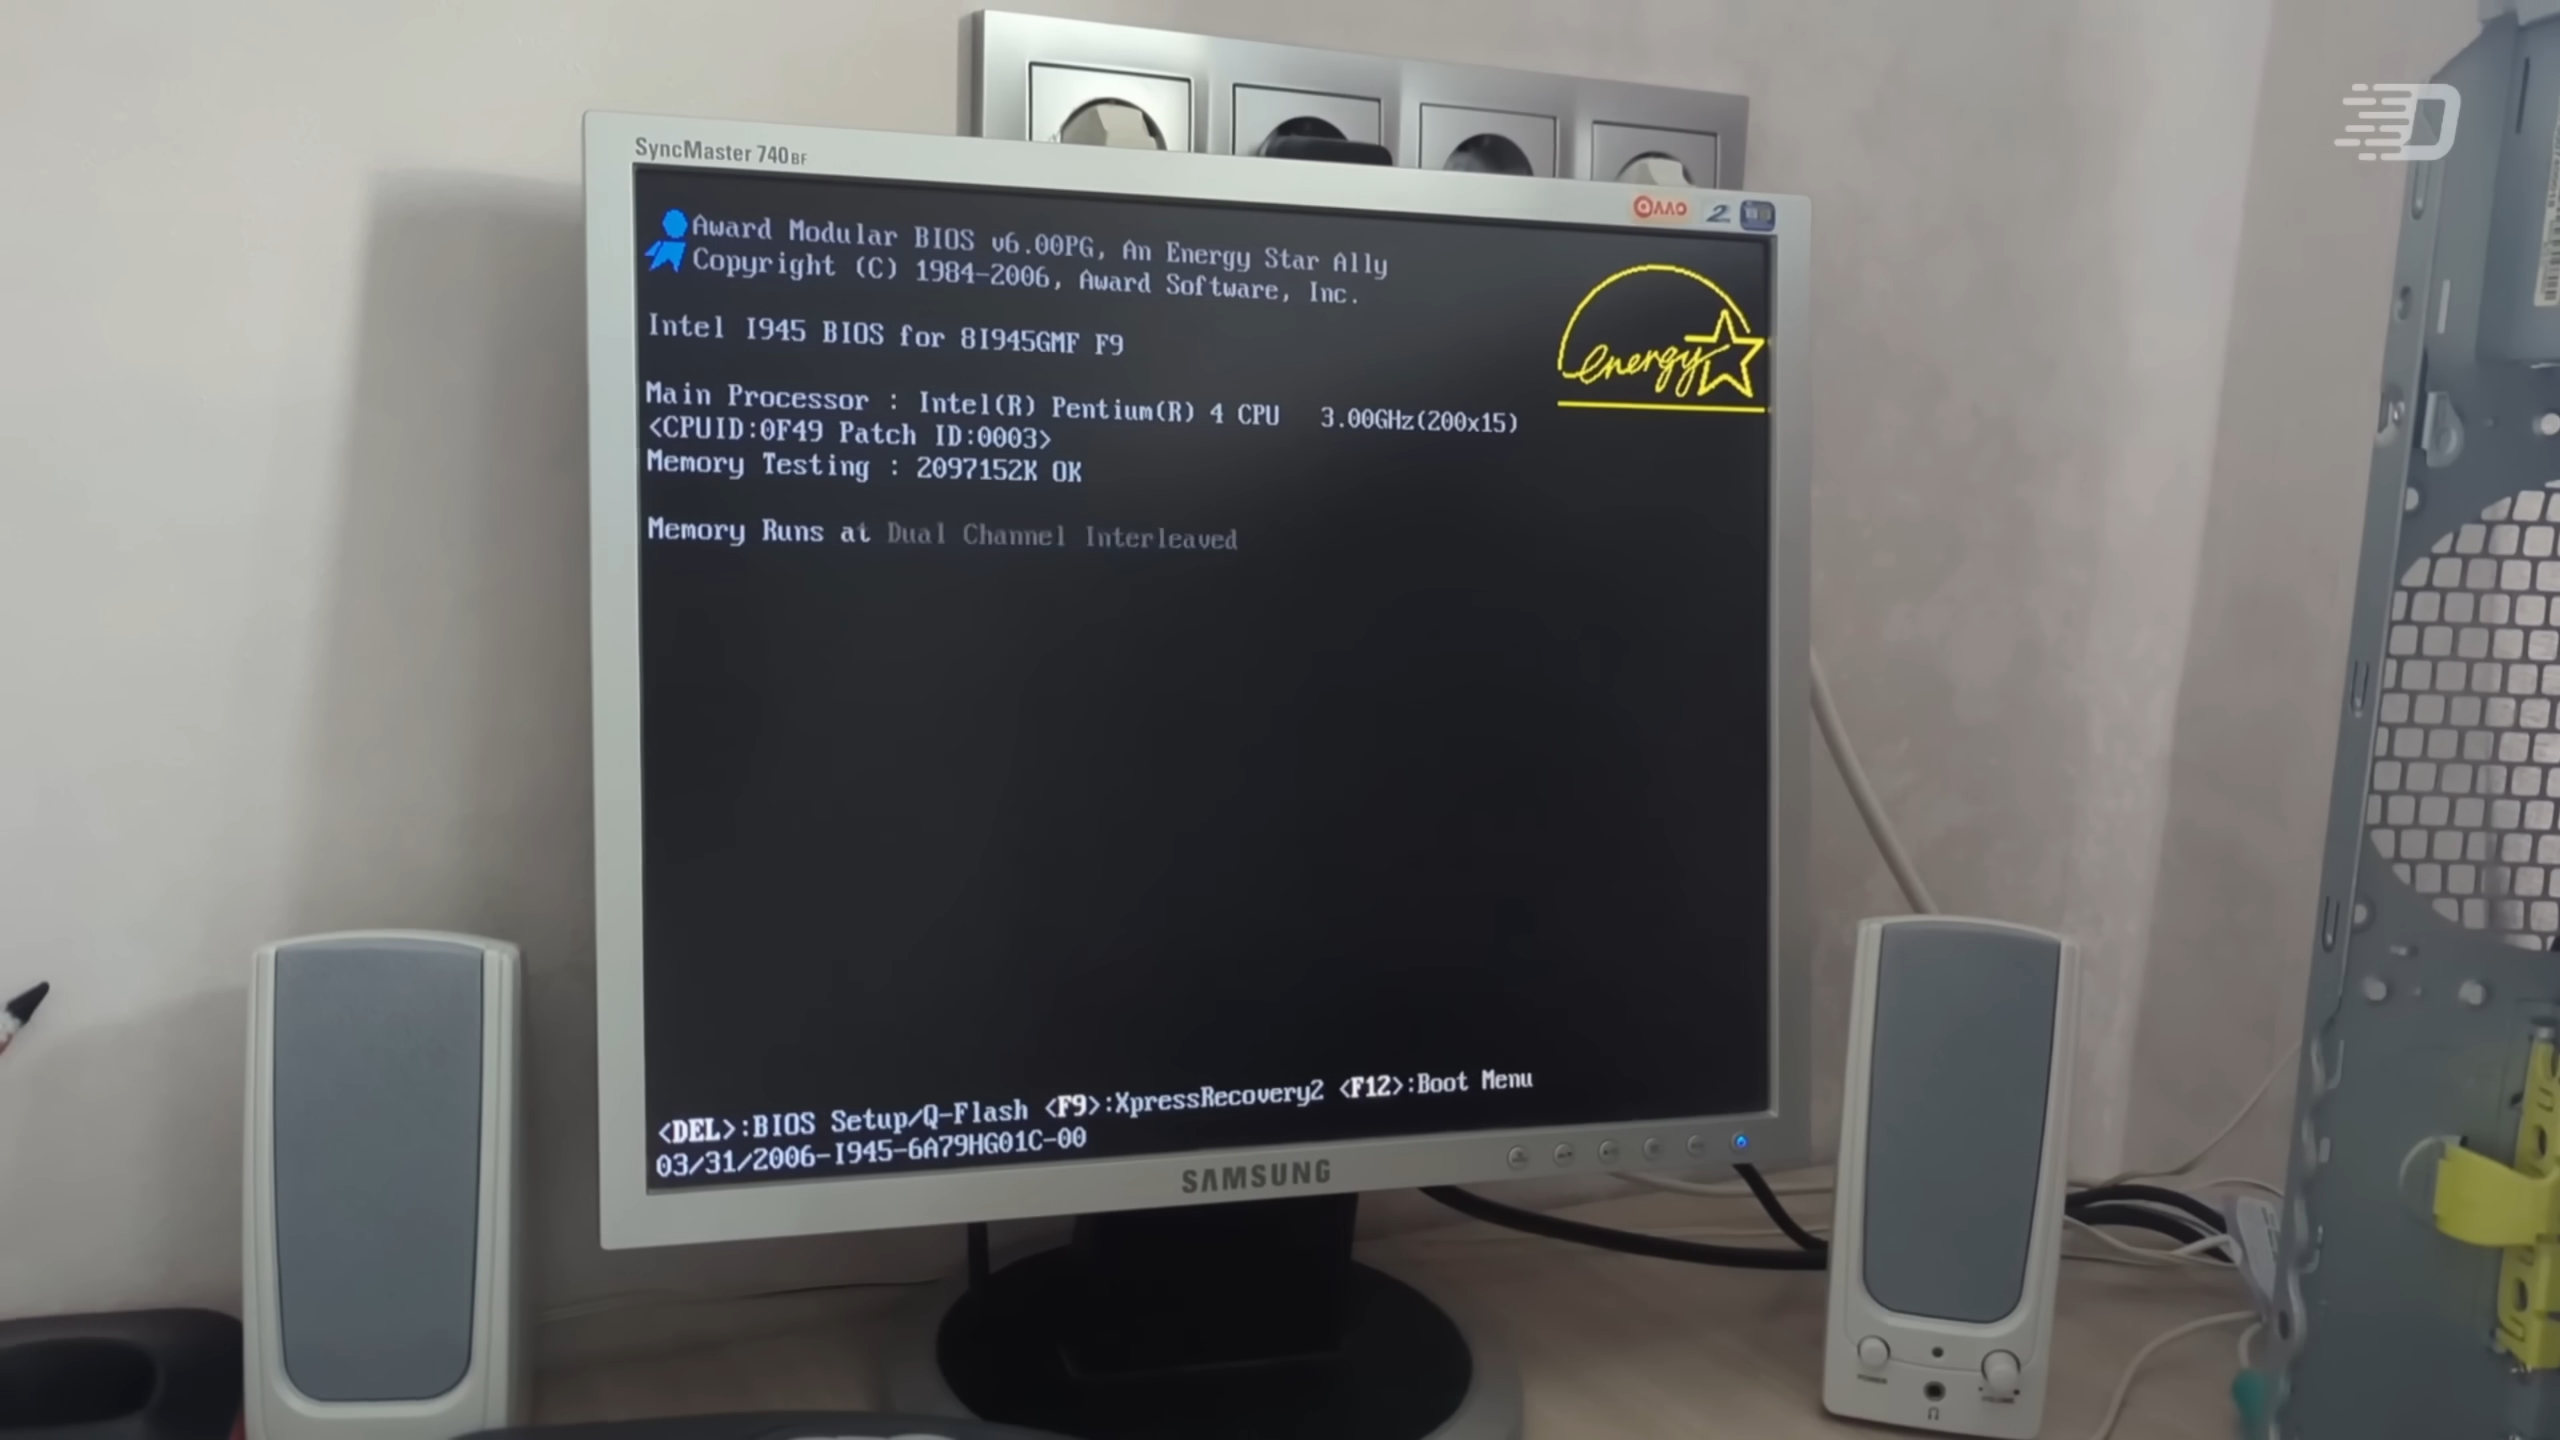 SyncMaster 740BF
Award Modular BIOS v6.00PG, An Energy Star Ally
Copyright (C) 1984-2006, Award Software, Inc.
energy
Intel I945 BIOS for 8I945GMF F9
Main Processor : Intel(R) Pentium(R) 4 CPU 3.00GHz(200x15)
<CPUID:0F49 Patch ID:0003>
Memory Testing : 2097152K OK
Memory Runs at Dual Channel Interleaved
<DEL>:BIOS Setup/Q-Flash <F9>:XpressRecovery2 <F12>:Boot Menu
03/31/2006-I945-6A79HG01C-00
SAMSUNG
POWER
VOLUME